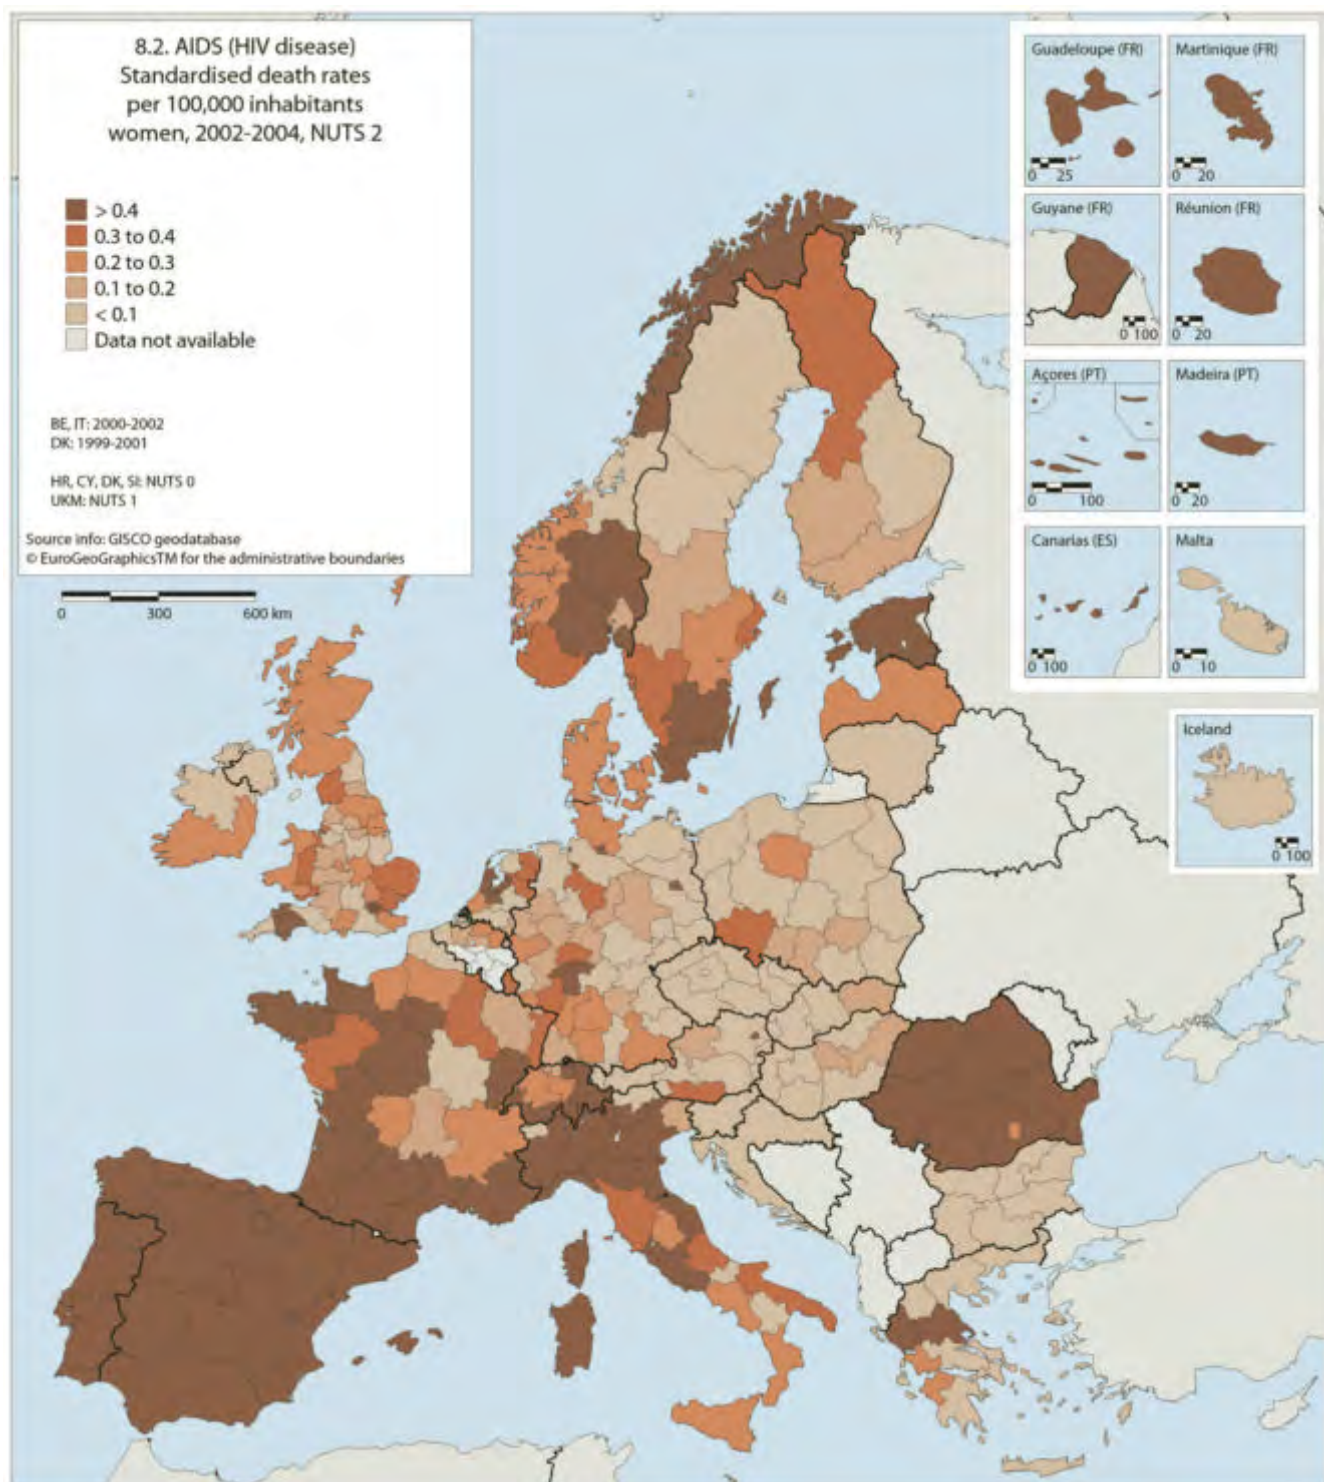 8.2. AIDS (HIV disease)
Standardised death rates
per 100,000 inhabitants
women, 2002-2004, NUTS 2
> 0.4
0.3 to 0.4
0.2 to 0.3
0.1 to 0.2
< 0.1
Data not available
BE, IT: 2000-2002
DK: 1999-2001
HR, CY, DK, SI: NUTS 0
UKM: NUTS 1
Source info: GISCO geodatabase
© EuroGeoGraphicsTM for the administrative boundaries
0 300 600 km
Guadeloupe (FR)
0 25
Martinique (FR)
0 20
Guyane (FR)
0 100
Réunion (FR)
0 20
Açores (PT)
0 100
Madeira (PT)
0 20
Canarias (ES)
0 100
Malta
0 10
Iceland
0 100